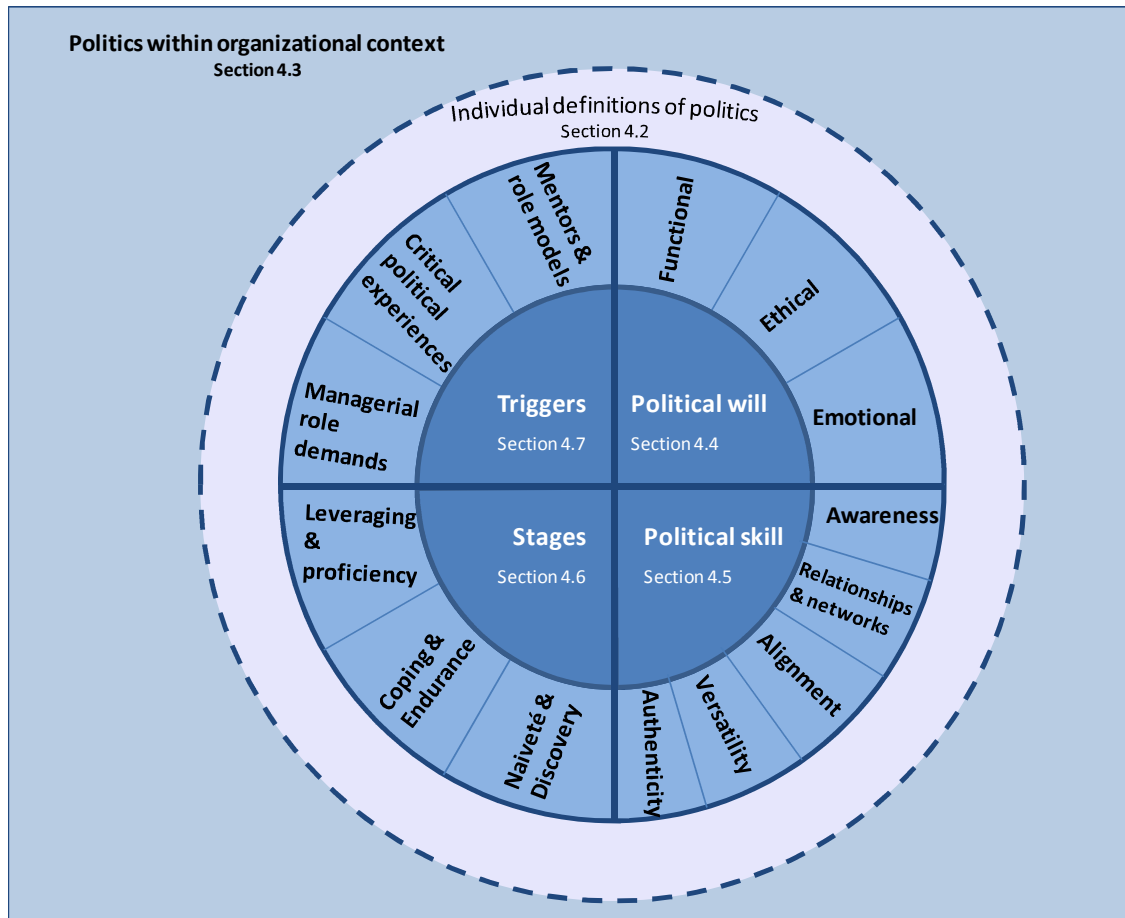 Politics within organizational context
Section 4.3
Individual definitions of politics
Section 4.2
Mentors &
role models
Critical
political
experiences
Managerial
role
demands
Triggers
Section 4.7
Functional
Ethical
Emotional
Political will
Section 4.4
Leveraging
&
proficiency
Coping &
Endurance
Naiveté &
Discovery
Stages
Section 4.6
Political skill
Section 4.5
Awareness
Relationships
& networks
Alignment
Versatility
Authenticity